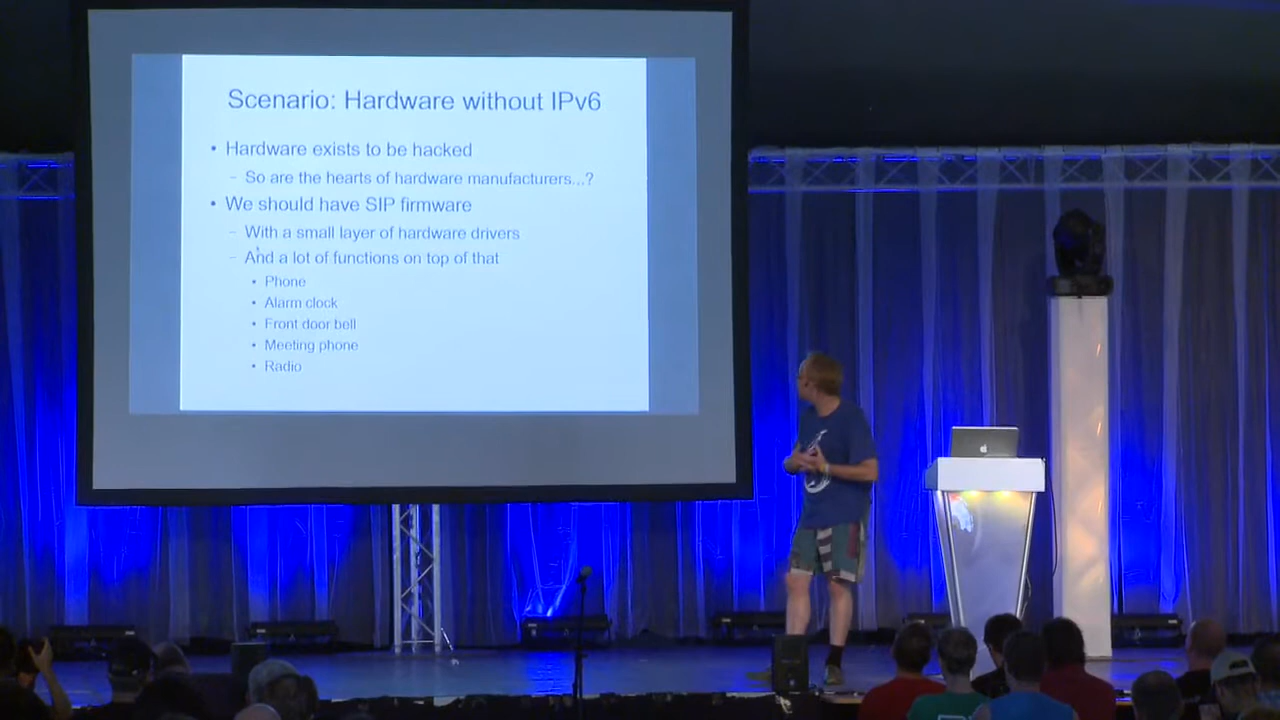 Scenario: Hardware without IPv6
• Hardware exists to be hacked
– So are the hearts of hardware manufacturers...?
• We should have SIP firmware
– With a small layer of hardware drivers
– And a lot of functions on top of that
• Phone
• Alarm clock
• Front door bell
• Meeting phone
• Radio